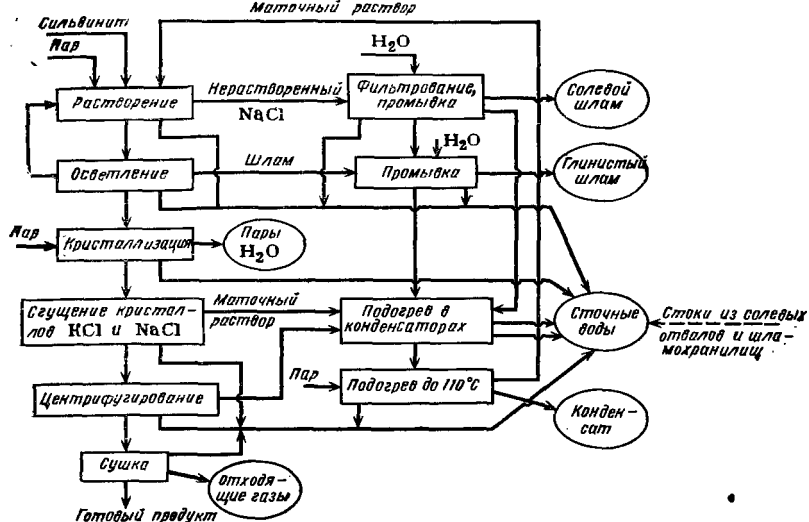 Маточный раствор
Сильвинит
Пар
H₂O
Растворение
Нерастворенный
NaCl
Фильтрование,
промывка
Солевой
шлам
H₂O
Осветление
Шлам
Промывка
Глинистый
шлам
Пар
Кристаллизация
Пары
H₂O
Сгущение кристал-
лов HCl и NaCl
Маточный
раствор
Подогрев в
конденсаторах
Сточные
воды
Стоки из солевых
отвалов и шла-
мохранилищ
Центрифугирование
Пар
Подогрев до 110°C
Конден-
сат
Сушка
Отходя-
щие газы
Готовый продукт